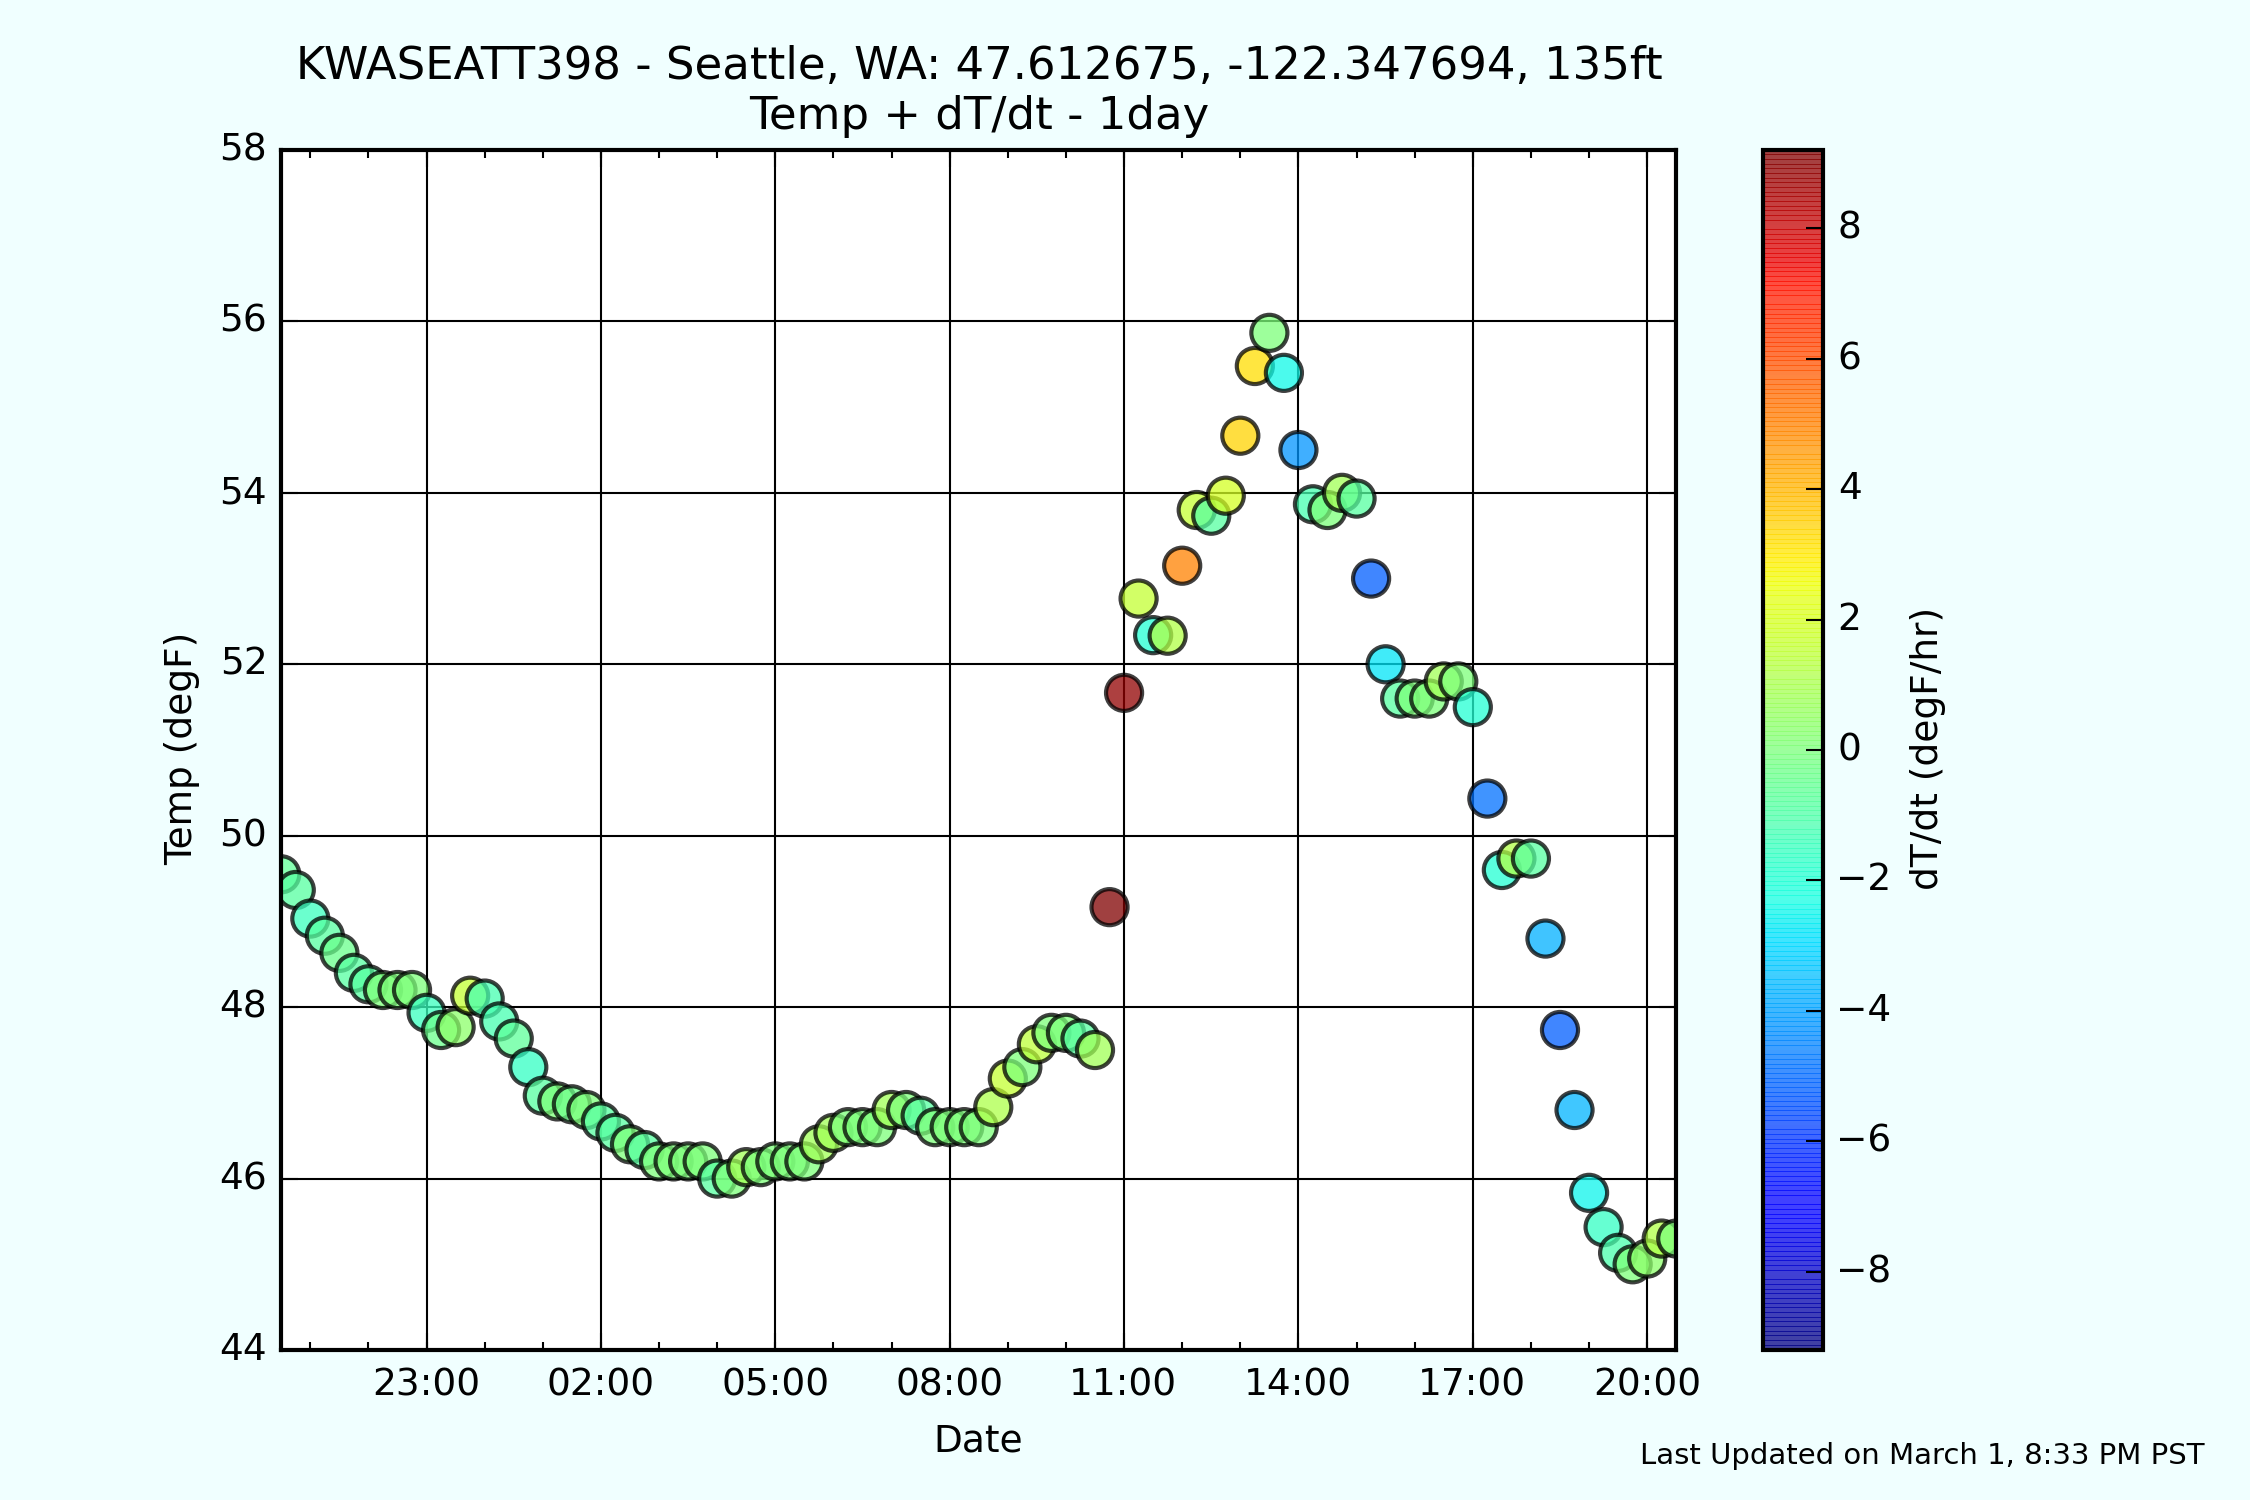 KWASEATT398 - Seattle, WA: 47.612675, -122.347694, 135ft
Temp + dT/dt - 1day
58
56
54
52
50
48
46
44
Temp (degF)
23:00 02:00 05:00 08:00 11:00 14:00 17:00 20:00
Date
8
6
4
2
0
−2
−4
−6
−8
dT/dt (degF/hr)
Last Updated on March 1, 8:33 PM PST